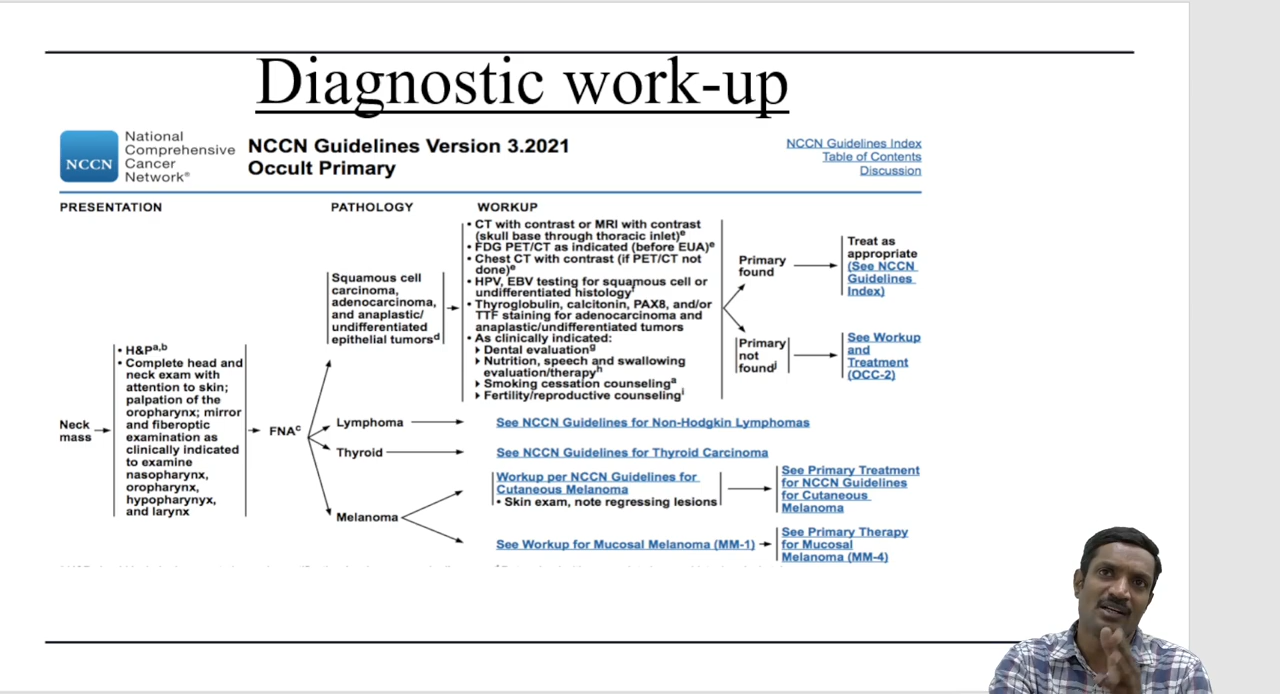 Diagnostic work-up
NCCN
National
Comprehensive
Cancer
Network®
NCCN Guidelines Version 3.2021
Occult Primary
NCCN Guidelines Index
Table of Contents
Discussion
PRESENTATION
PATHOLOGY
WORKUP
Neck
mass
• H&Pa,b
• Complete head and
neck exam with
attention to skin;
palpation of the
oropharynx; mirror
and fiberoptic
examination as
clinically indicated
to examine
nasopharynx,
oropharynx,
hypopharynyx,
and larynx
FNAc
Squamous cell
carcinoma,
adenocarcinoma,
and anaplastic/
undifferentiated
epithelial tumorsd
• CT with contrast or MRI with contrast
(skull base through thoracic inlet)e
• FDG PET/CT as indicated (before EUA)e
• Chest CT with contrast (if PET/CT not
done)e
• HPV, EBV testing for squamous cell or
undifferentiated histologyf
• Thyroglobulin, calcitonin, PAX8, and/or
TTF staining for adenocarcinoma and
anaplastic/undifferentiated tumors
• As clinically indicated:
Dental evaluationg
Nutrition, speech and swallowing
evaluation/therapyh
Smoking cessation counselinga
Fertility/reproductive counselingi
Primary
found
Treat as
appropriate
(See NCCN
Guidelines
Index)
Primary
not
foundj
See Workup
and
Treatment
(OCC-2)
Lymphoma
See NCCN Guidelines for Non-Hodgkin Lymphomas
Thyroid
See NCCN Guidelines for Thyroid Carcinoma
Melanoma
Workup per NCCN Guidelines for
Cutaneous Melanoma
• Skin exam, note regressing lesions
See Primary Treatment
for NCCN Guidelines
for Cutaneous
Melanoma
See Workup for Mucosal Melanoma (MM-1)
See Primary Therapy
for Mucosal
Melanoma (MM-4)